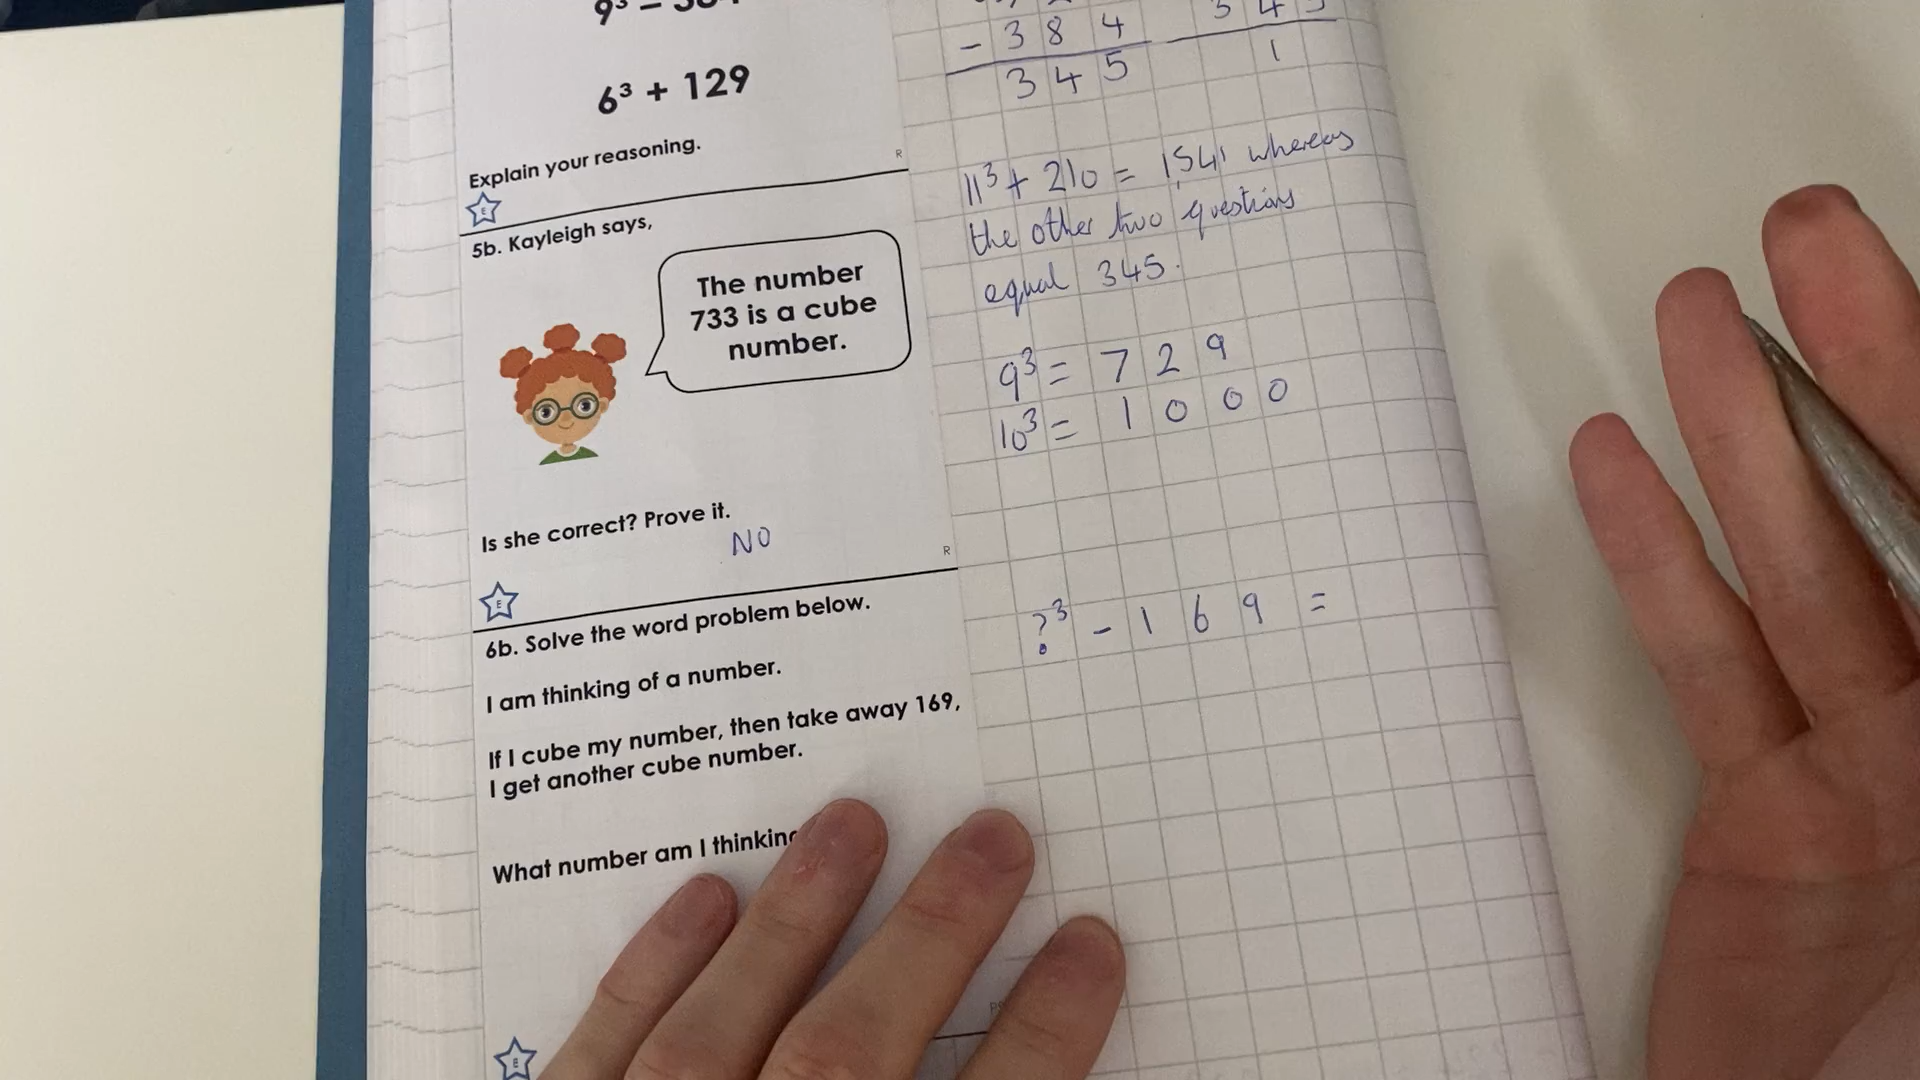 6³ + 129
Explain your reasoning.
R
E
5b. Kayleigh says,
The number
733 is a cube
number.
Is she correct? Prove it.
NO
R
E
6b. Solve the word problem below.
I am thinking of a number.
If I cube my number, then take away 169,
I get another cube number.
What number am I thinking
E
- 3 8 4
3 4 5
1
11³ + 210 = 1541 whereas
the other two questions
equal 345.
9³ = 7 2 9
10³ = 1 0 0 0
?³ - 1 6 9 =